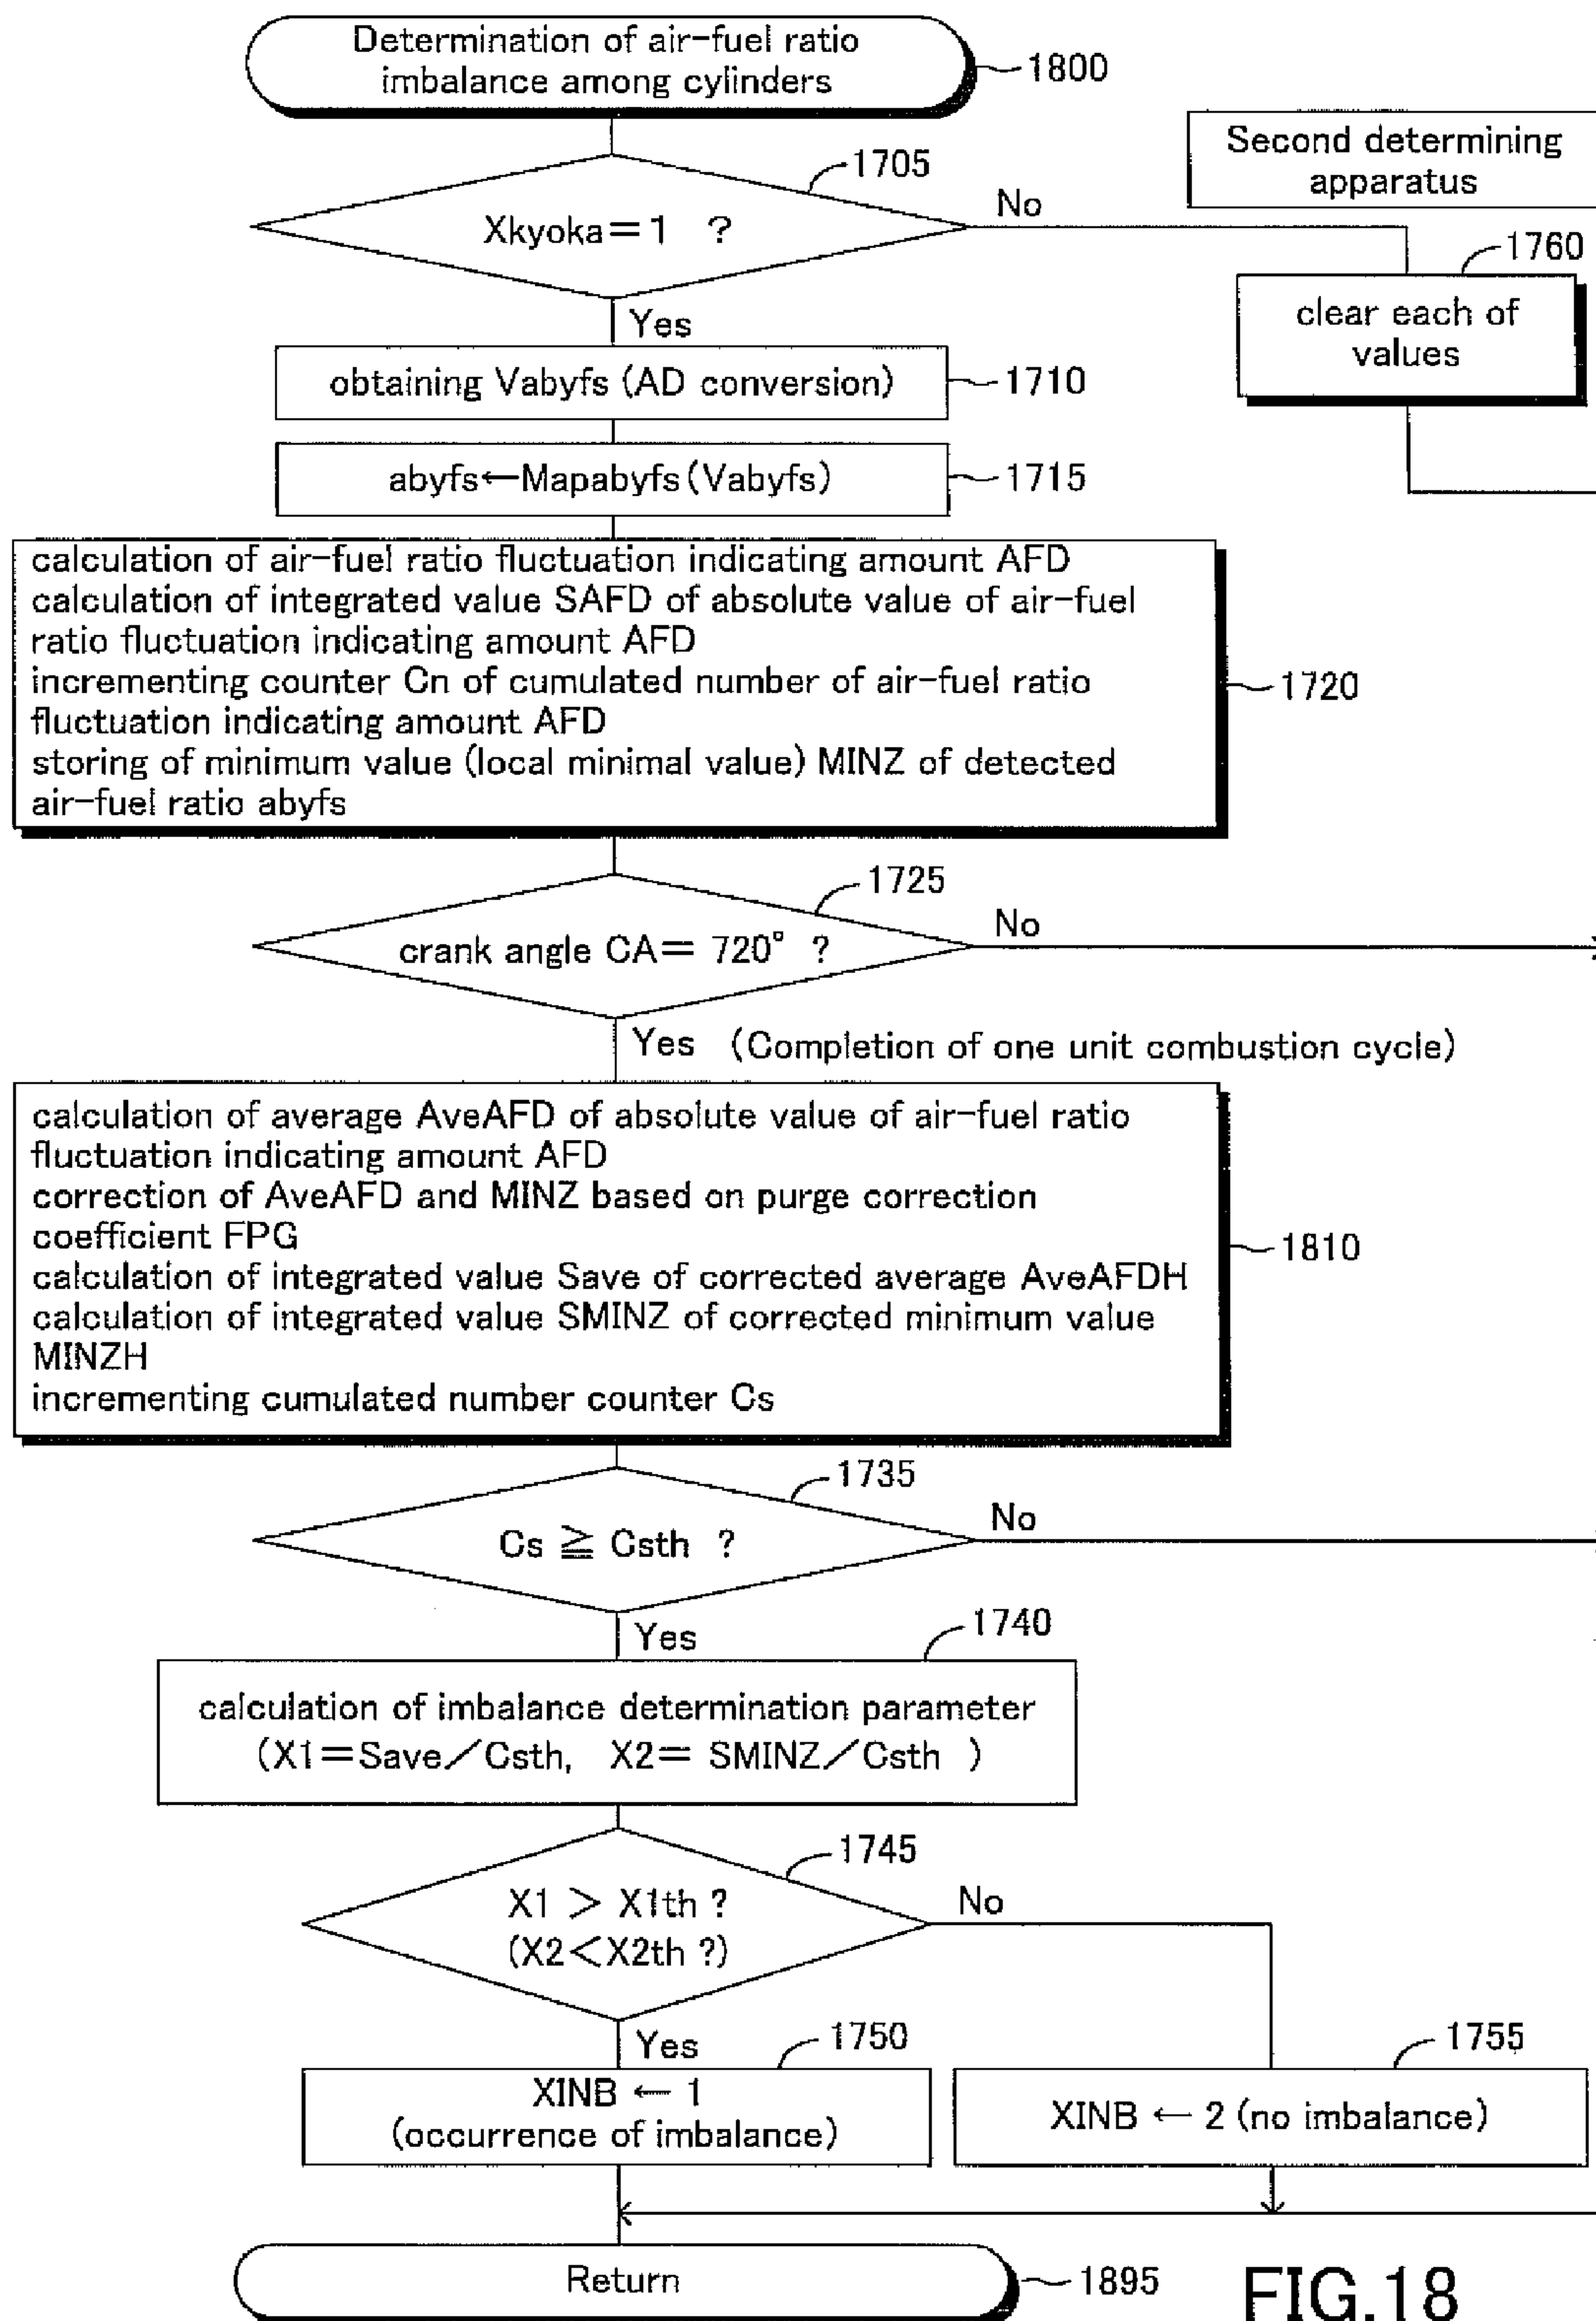 Determination of air-fuel ratio
imbalance among cylinders
1800
Second determining
apparatus
1705
Xkyoka=1 ?
No
1760
clear each of
values
Yes
obtaining Vabyfs (AD conversion)
1710
abyfs←Mapabyfs(Vabyfs)
1715
calculation of air-fuel ratio fluctuation indicating amount AFD
calculation of integrated value SAFD of absolute value of air-fuel
ratio fluctuation indicating amount AFD
incrementing counter Cn of cumulated number of air-fuel ratio
fluctuation indicating amount AFD
storing of minimum value (local minimal value) MINZ of detected
air-fuel ratio abyfs
1720
1725
crank angle CA= 720° ?
No
Yes (Completion of one unit combustion cycle)
calculation of average AveAFD of absolute value of air-fuel ratio
fluctuation indicating amount AFD
correction of AveAFD and MINZ based on purge correction
coefficient FPG
calculation of integrated value Save of corrected average AveAFDH
calculation of integrated value SMINZ of corrected minimum value
MINZH
incrementing cumulated number counter Cs
1810
1735
Cs ≧ Csth ?
No
Yes
1740
calculation of imbalance determination parameter
(X1=Save/Csth, X2= SMINZ/Csth )
1745
X1 > X1th ?
(X2<X2th ?)
No
Yes
1750
XINB ← 1
(occurrence of imbalance)
1755
XINB ← 2 (no imbalance)
Return
1895
FIG.18